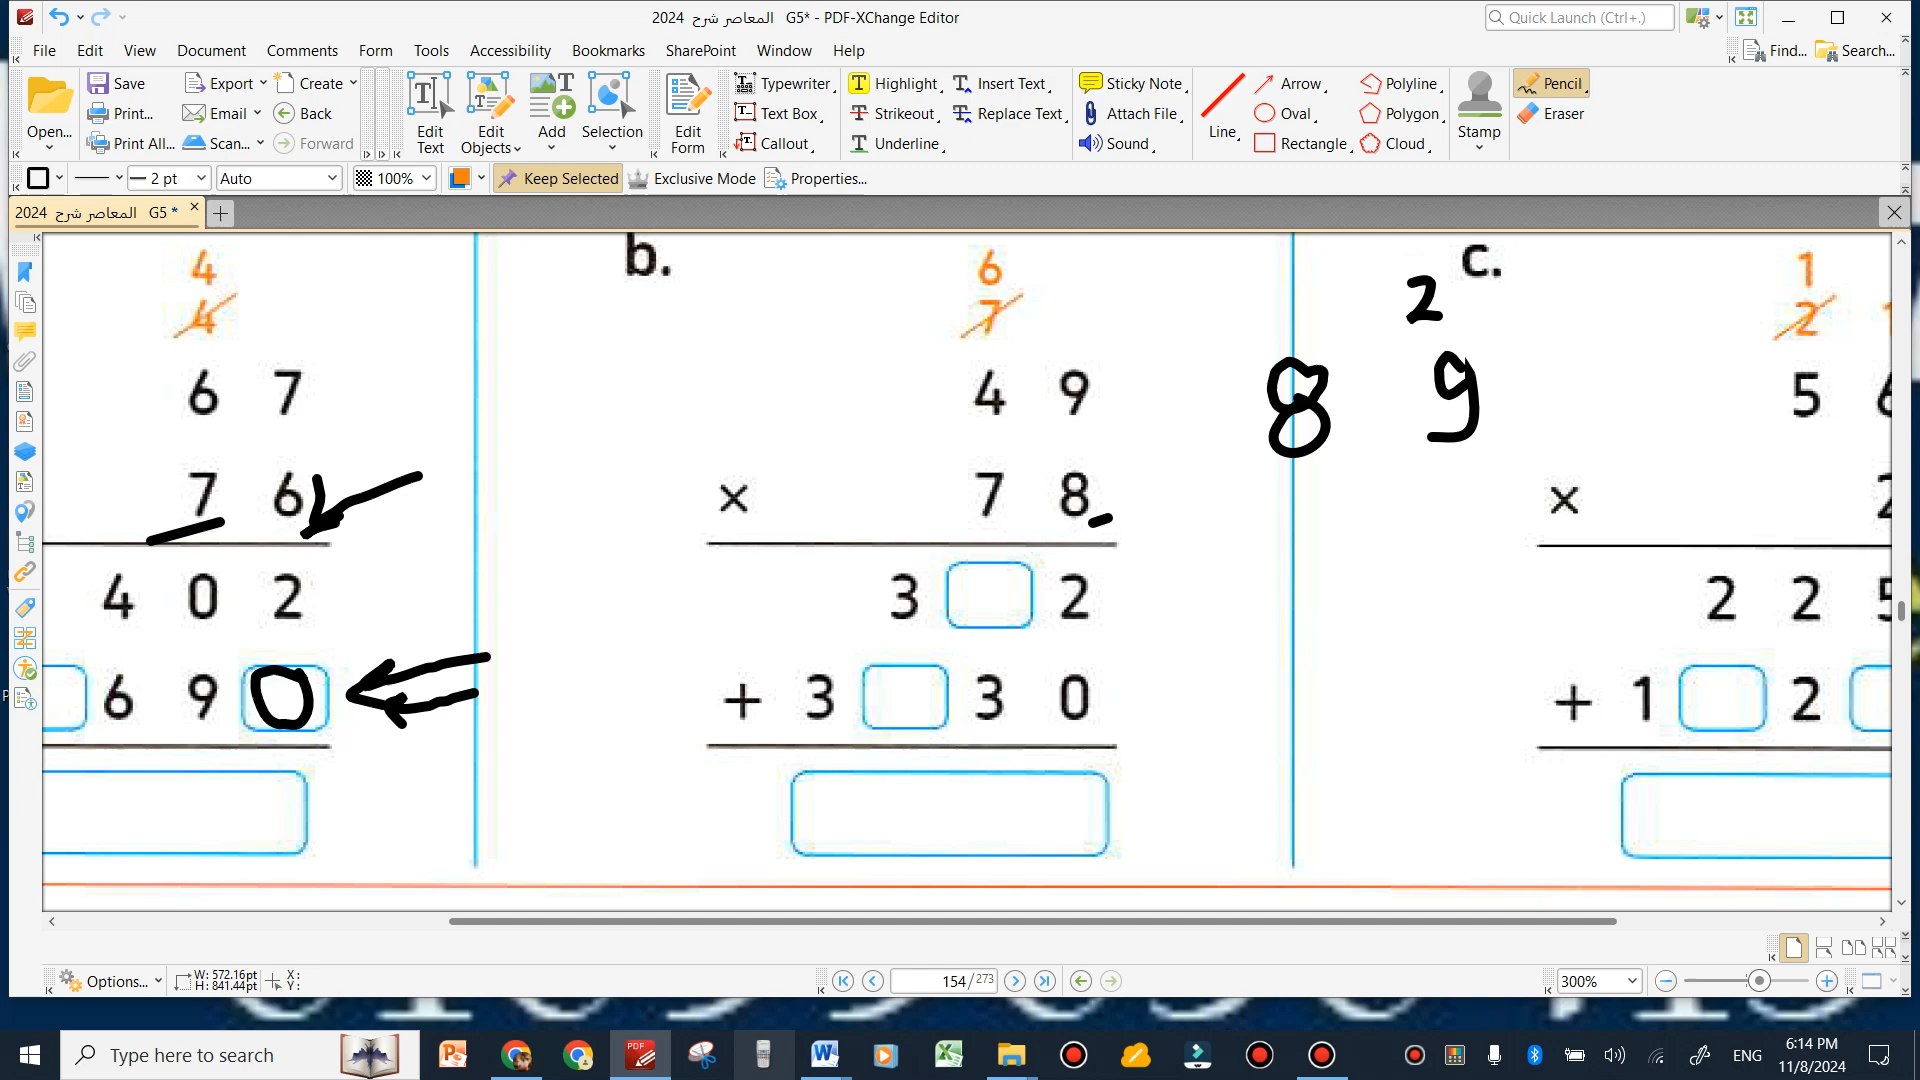 2024 المعاصر شرح G5* - PDF-XChange Editor
Quick Launch (Ctrl+.)
File Edit View Document Comments Form Tools Accessibility Bookmarks SharePoint Window Help
Find... Search...
Open... Save Print... Print All... Export Email Scan... Create Back Forward
Edit Text Edit Objects Add Selection Edit Form
Typewriter Text Box Callout
Highlight Strikeout Underline Insert Text Replace Text
Sticky Note Attach File Sound
Line Arrow Oval Rectangle Polyline Polygon Cloud
Stamp Pencil Eraser
2 pt Auto 100% Keep Selected Exclusive Mode Properties...
2024 المعاصر شرح G5 *
4
4
6 7
7 6
4 0 2
6 9 0
b.
6
7
4 9
× 7 8
3 2
+ 3 3 0
8 9
2
c.
1
2 1
5 6
× 2
2 2 5
+ 1 2
Options... W: 572.16pt H: 841.44pt X: Y:
154 / 273
300%
Type here to search
ENG
6:14 PM
11/8/2024